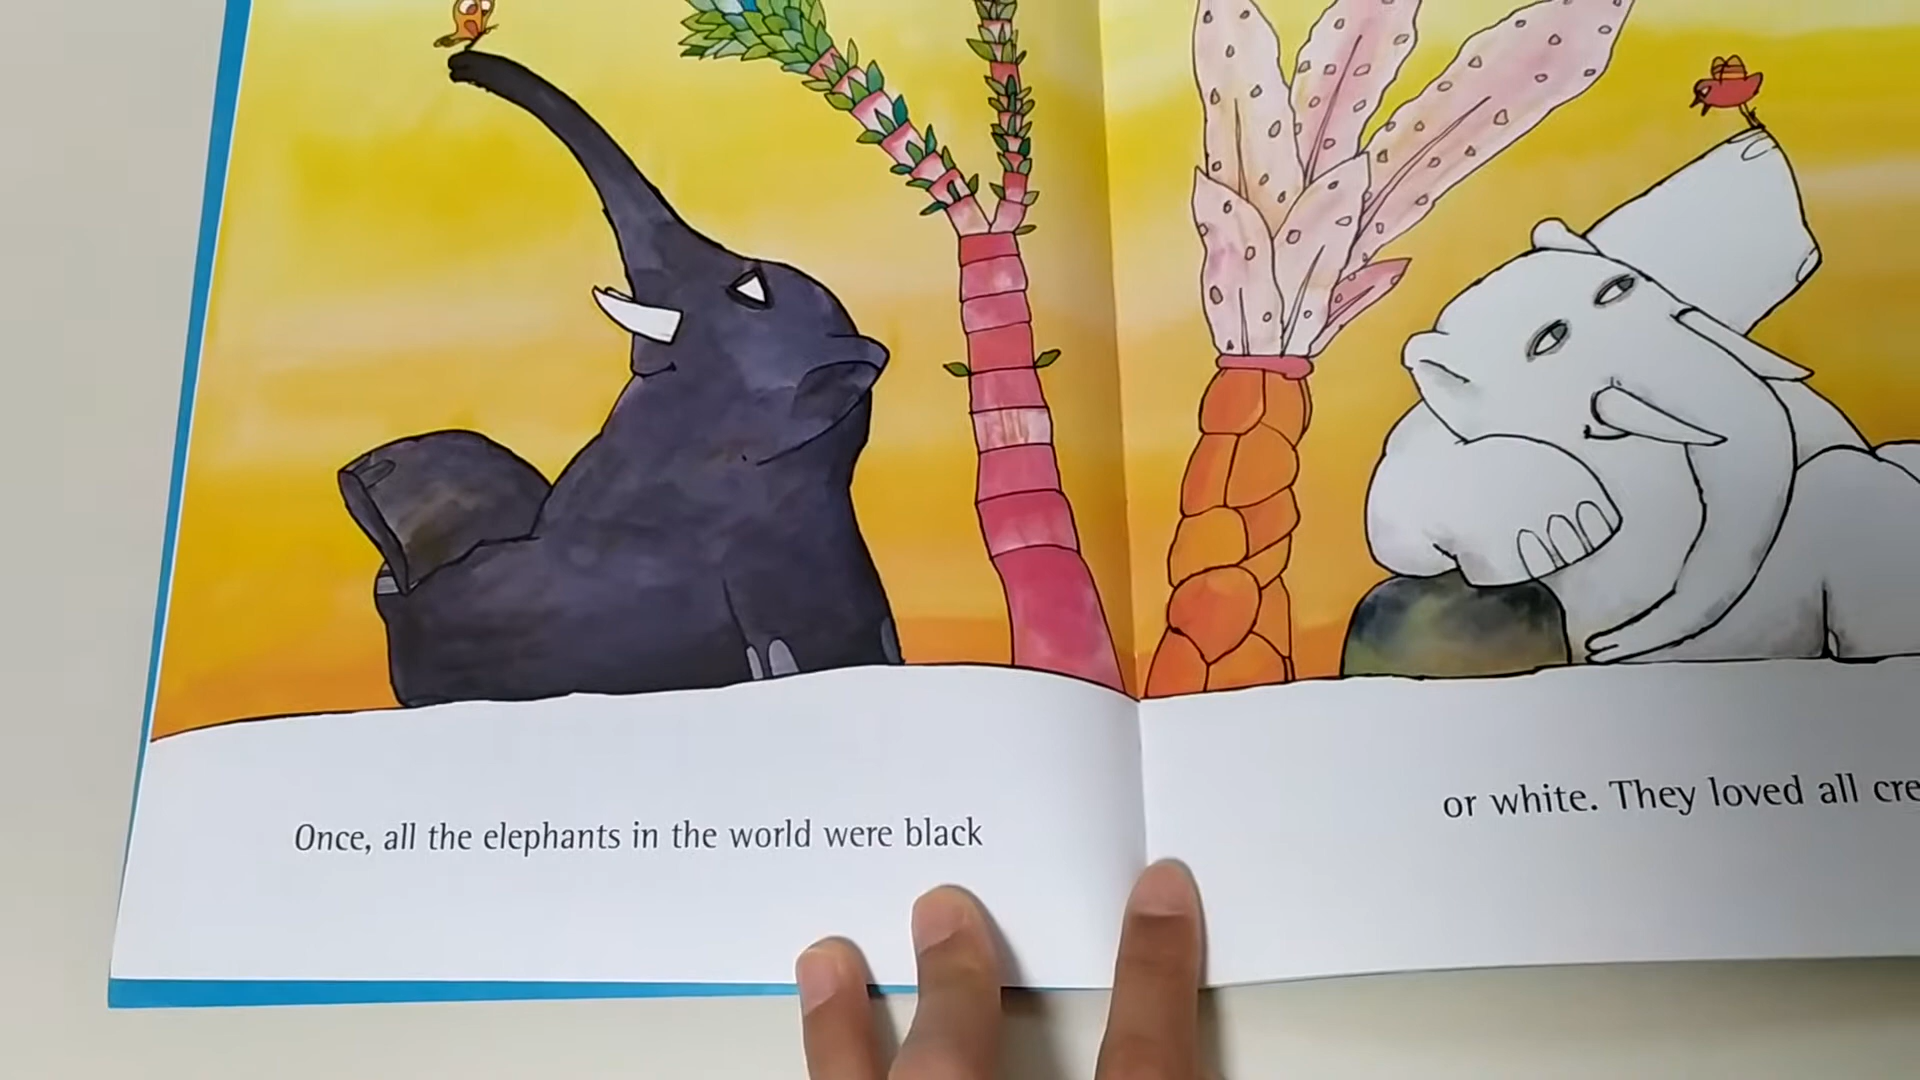 Once, all the elephants in the world were black
or white. They loved all